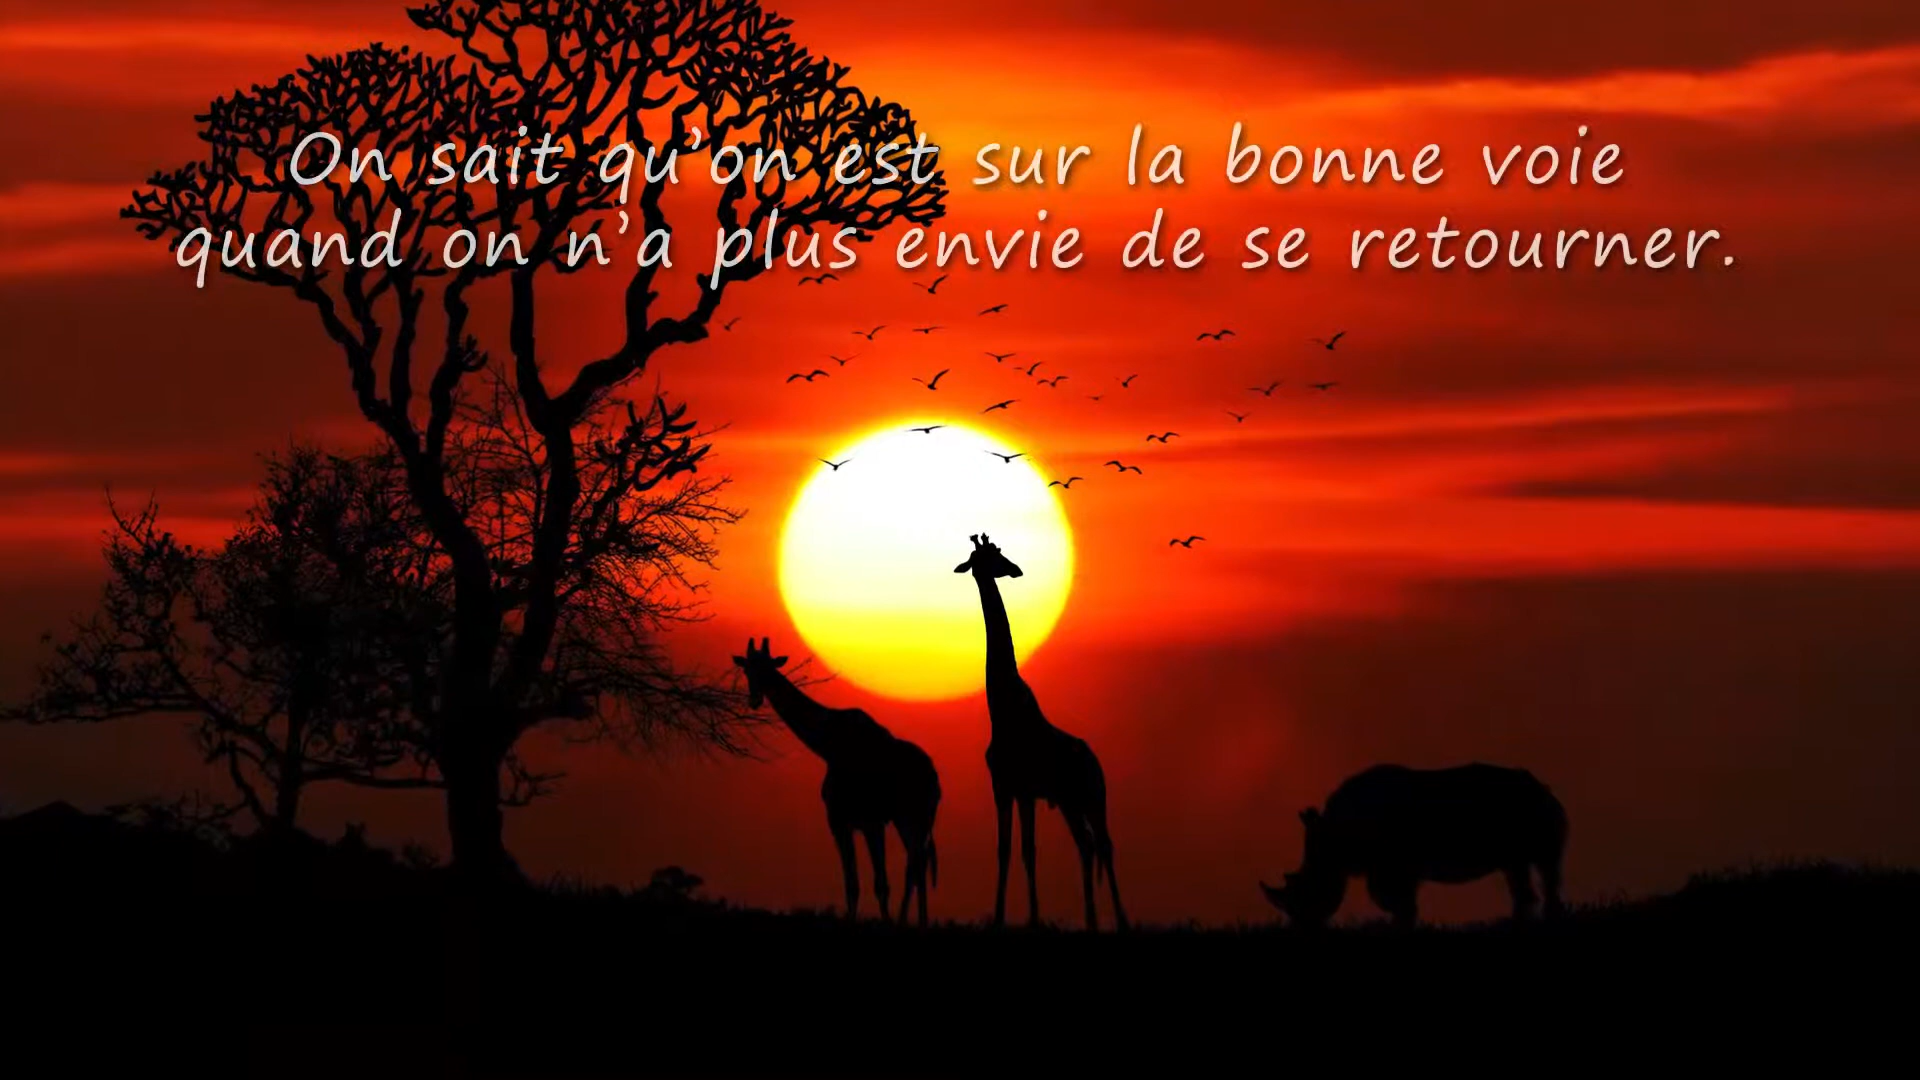 On sait qu’on est sur la bonne voie
quand on n’a plus envie de se retourner.